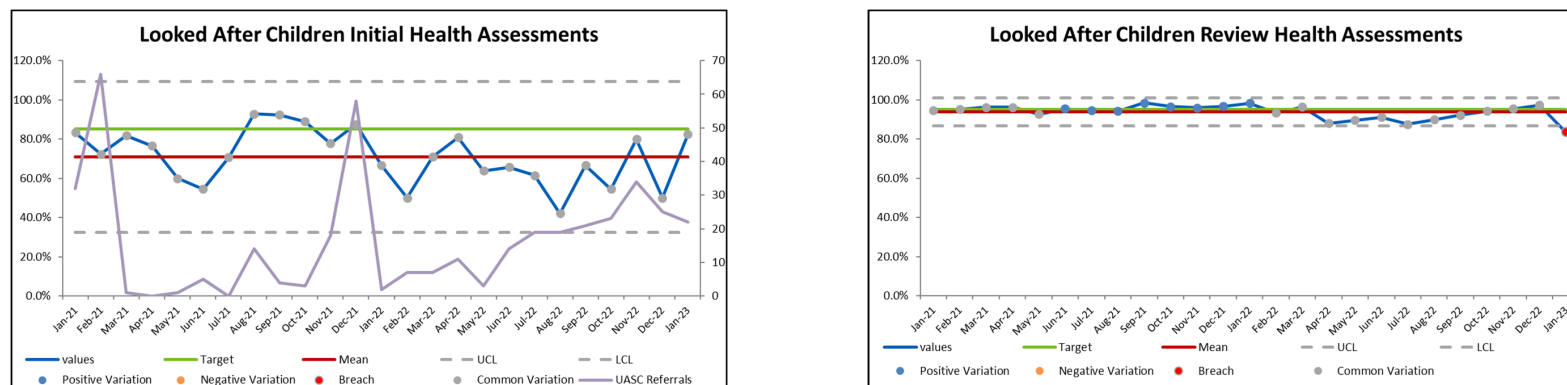 Looked After Children Initial Health Assessments
120.0%
100.0%
80.0%
60.0%
40.0%
20.0%
0.0%
70
60
50
40
30
20
10
0
Jan-21 Feb-21 Mar-21 Apr-21 May-21 Jun-21 Jul-21 Aug-21 Sep-21 Oct-21 Nov-21 Dec-21 Jan-22 Feb-22 Mar-22 Apr-22 May-22 Jun-22 Jul-22 Aug-22 Sep-22 Oct-22 Nov-22 Dec-22 Jan-23
values Target Mean UCL LCL
Positive Variation Negative Variation Breach Common Variation UASC Referrals
Looked After Children Review Health Assessments
120.0%
100.0%
80.0%
60.0%
40.0%
20.0%
0.0%
Jan-21 Feb-21 Mar-21 Apr-21 May-21 Jun-21 Jul-21 Aug-21 Sep-21 Oct-21 Nov-21 Dec-21 Jan-22 Feb-22 Mar-22 Apr-22 May-22 Jun-22 Jul-22 Aug-22 Sep-22 Oct-22 Nov-22 Dec-22 Jan-23
values Target Mean UCL LCL
Positive Variation Negative Variation Breach Common Variation